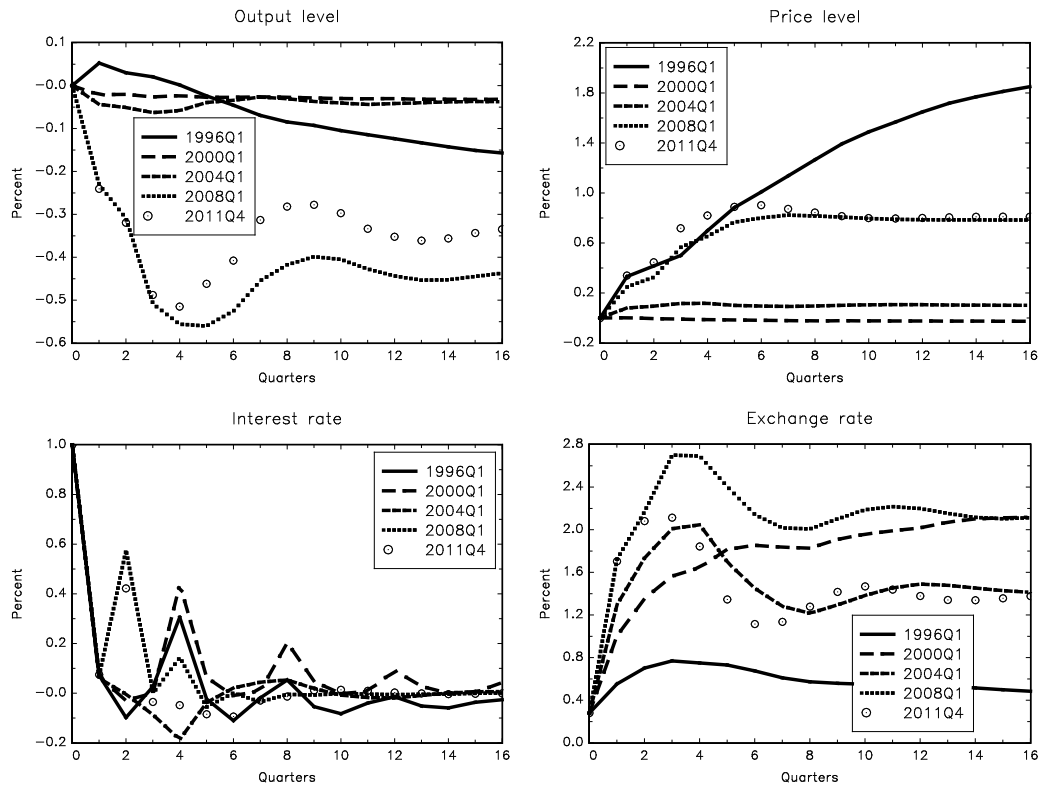 Output level
0.1
-0.0
-0.1
-0.2
-0.3
-0.4
-0.5
-0.6
Percent
1996Q1
2000Q1
2004Q1
2008Q1
2011Q4
0 2 4 6 8 10 12 14 16
Quarters
Price level
2.2
1.8
1.4
1.0
0.6
0.2
-0.2
Percent
1996Q1
2000Q1
2004Q1
2008Q1
2011Q4
0 2 4 6 8 10 12 14 16
Quarters
Interest rate
1.0
0.8
0.6
0.4
0.2
-0.0
-0.2
Percent
1996Q1
2000Q1
2004Q1
2008Q1
2011Q4
0 2 4 6 8 10 12 14 16
Quarters
Exchange rate
2.8
2.4
2.0
1.6
1.2
0.8
0.4
0.0
Percent
1996Q1
2000Q1
2004Q1
2008Q1
2011Q4
0 2 4 6 8 10 12 14 16
Quarters